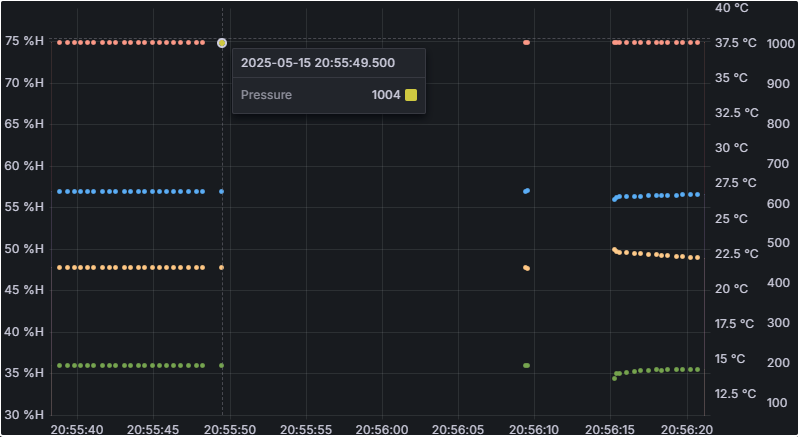 40 °C
75 %H 37.5 °C 1000
2025-05-15 20:55:49.500
70 %H 35 °C 900
Pressure 1004
65 %H 32.5 °C 800
60 %H 30 °C 700
27.5 °C
55 %H 25 °C 600
50 %H 22.5 °C 500
45 %H 20 °C 400
40 %H 17.5 °C 300
35 %H 15 °C 200
30 %H 12.5 °C 100
20:55:40 20:55:45 20:55:50 20:55:55 20:56:00 20:56:05 20:56:10 20:56:15 20:56:20